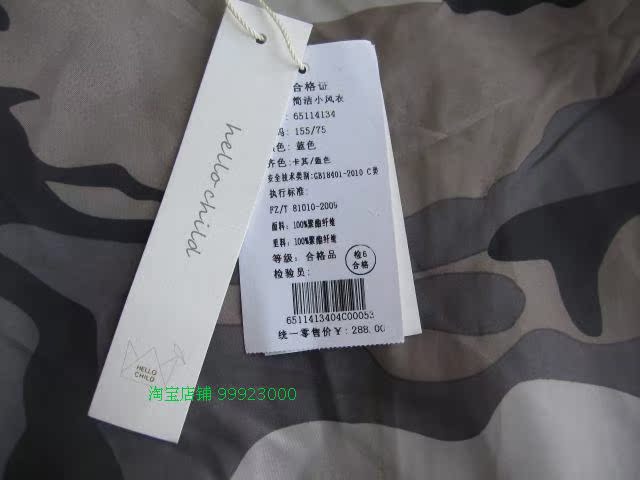 hello child
HELLO
CHILD
合格证
简洁小风衣
: 65114134
码: 155/75
色: 蓝色
齐色: 卡其/蓝色
安全技术类别:GB18401-2010 C类
执行标准:
FZ/T 81010-2009
面料: 100%聚酯纤维
里料: 100%聚酯纤维
等级: 合格品
检验员:
检6
合格
6511413404C00053
统一零售价¥: 288.00
淘宝店铺 99923000